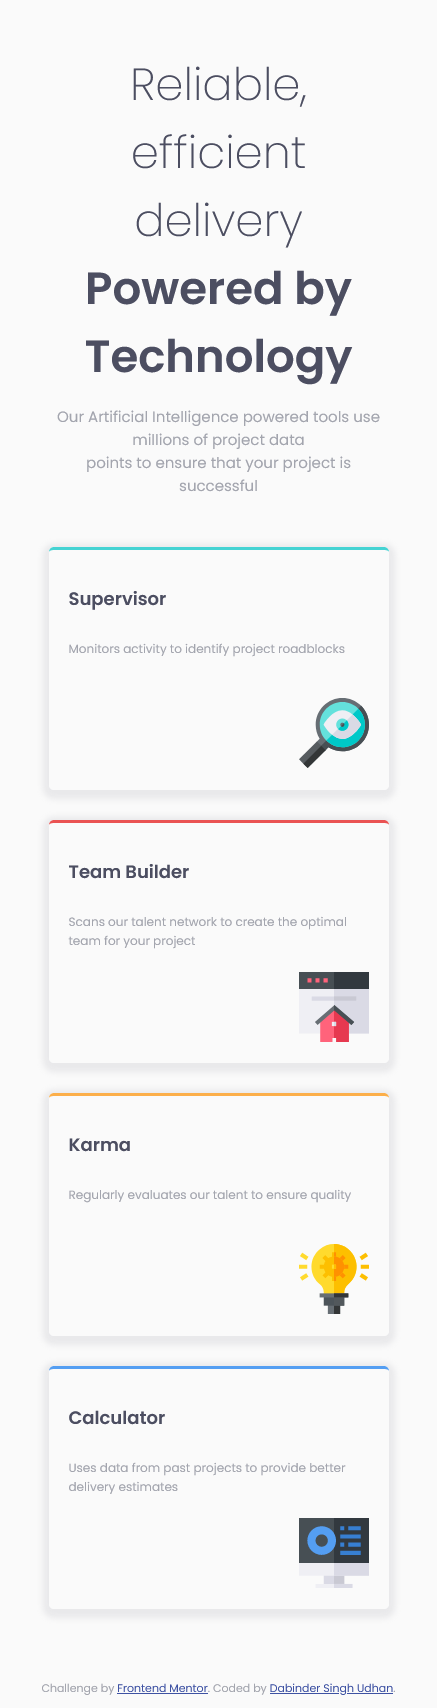 Reliable,
efficient
delivery
Powered by
Technology
Our Artificial Intelligence powered tools use
millions of project data
points to ensure that your project is
successful
Supervisor
Monitors activity to identify project roadblocks
Team Builder
Scans our talent network to create the optimal
team for your project
Karma
Regularly evaluates our talent to ensure quality
Calculator
Uses data from past projects to provide better
delivery estimates
Challenge by Frontend Mentor. Coded by Dabinder Singh Udhan.